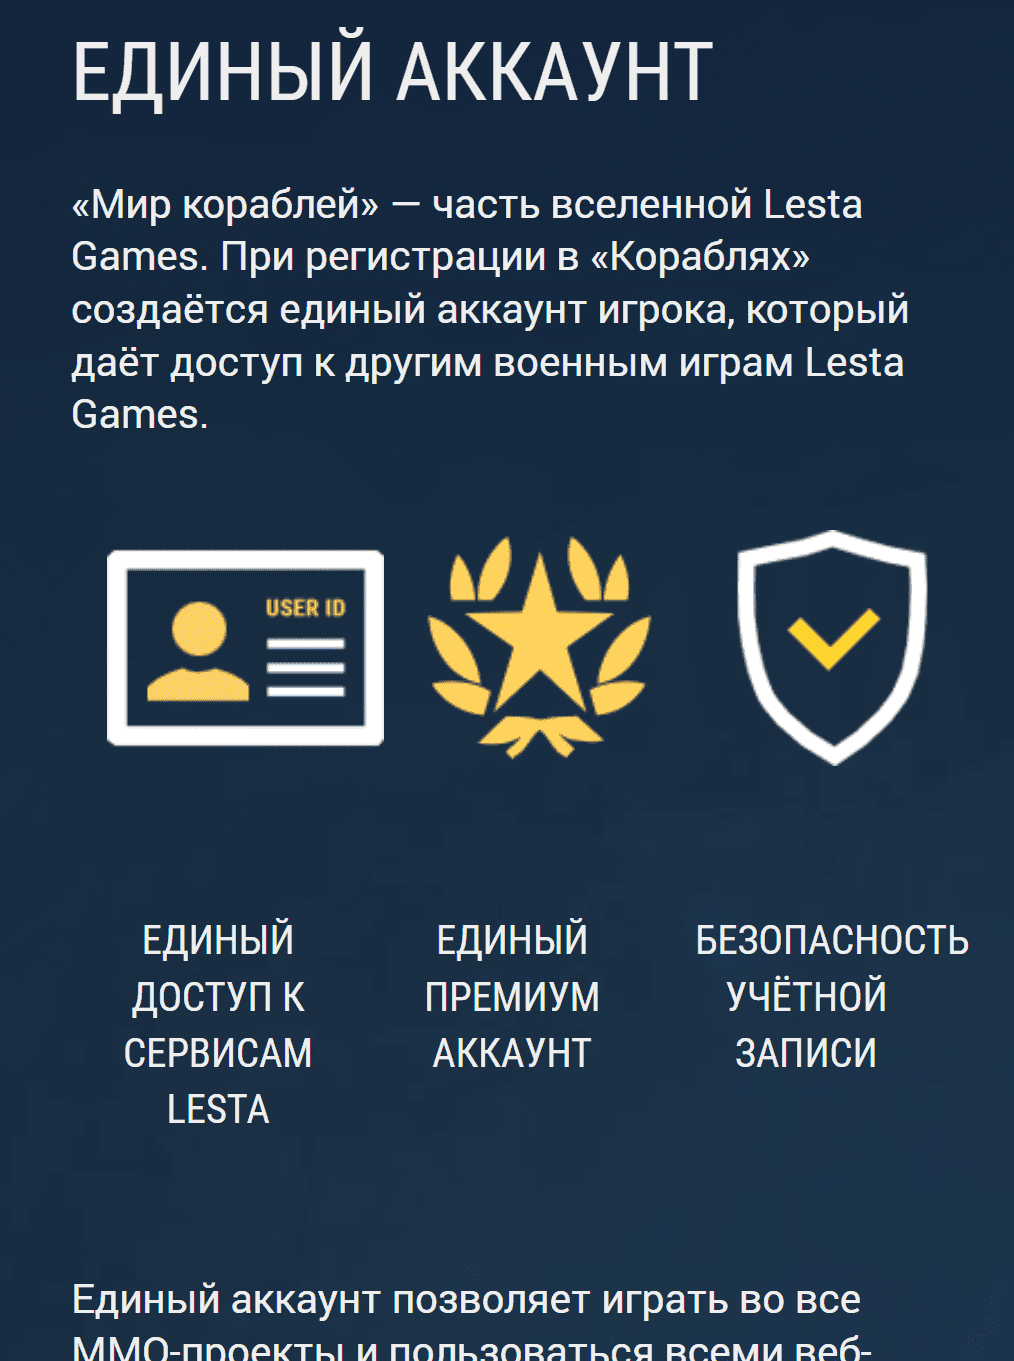 ЕДИНЫЙ АККАУНТ
«Мир кораблей» — часть вселенной Lesta
Games. При регистрации в «Кораблях»
создаётся единый аккаунт игрока, который
даёт доступ к другим военным играм Lesta
Games.
USER ID
ЕДИНЫЙ
ДОСТУП К
СЕРВИСАМ
LESTA
ЕДИНЫЙ
ПРЕМИУМ
АККАУНТ
БЕЗОПАСНОСТЬ
УЧЁТНОЙ
ЗАПИСИ
Единый аккаунт позволяет играть во все
ММО-проекты и пользоваться всеми веб-